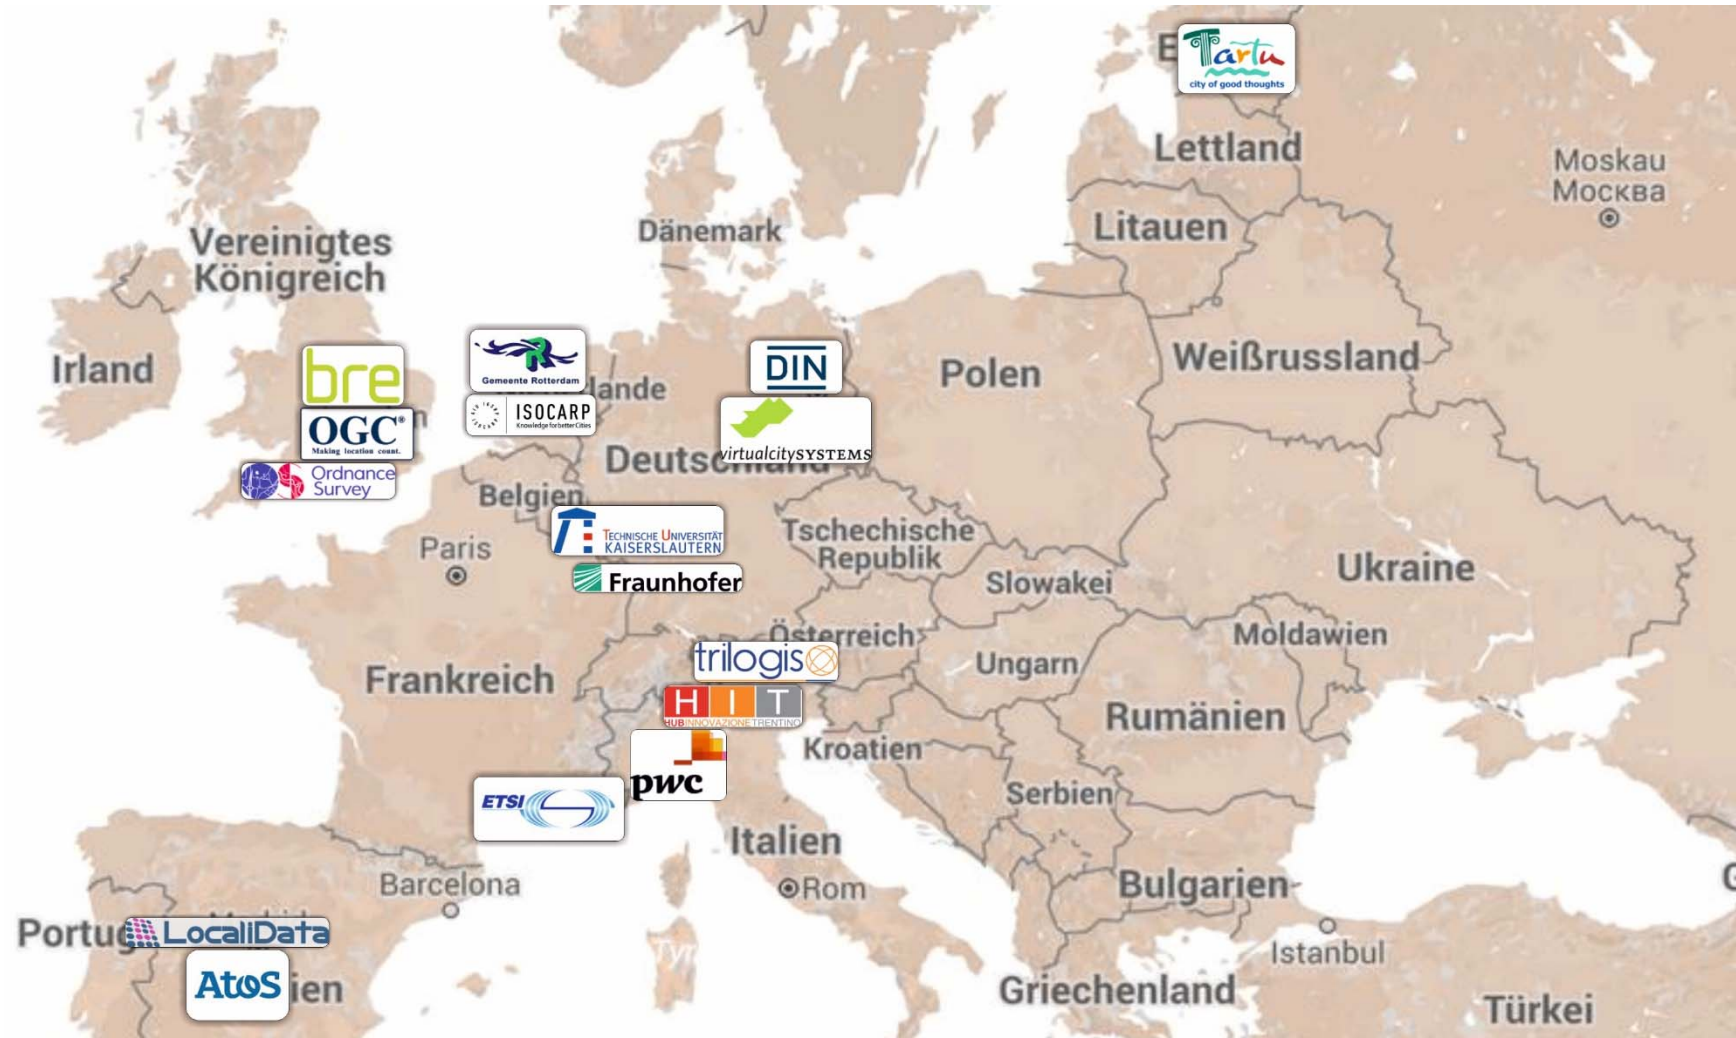 Tartu
city of good thoughts
Lettland
Moskau
Москва
Litauen
Dänemark
Vereinigtes
Königreich
Irland
bre
OGC®
Making location count.
Ordnance
Survey
Gemeente Rotterdam
lande
ISOCARP
Knowledge for better Cities
DIN
virtualcitySYSTEMS
Deutschland
Polen
Weißrussland
Belgien
TECHNISCHE UNIVERSITÄT
KAISERSLAUTERN
Fraunhofer
Paris
Tschechische
Republik
Slowakei
Ukraine
Österreich
trilogis
Ungarn
Moldawien
Frankreich
HIT
HUB INNOVAZIONE TRENTINO
Rumänien
Kroatien
pwc
ETSI
Serbien
Italien
Rom
Barcelona
Bulgarien
Istanbul
Portug
LocaliData
Atos
ien
Griechenland
Türkei